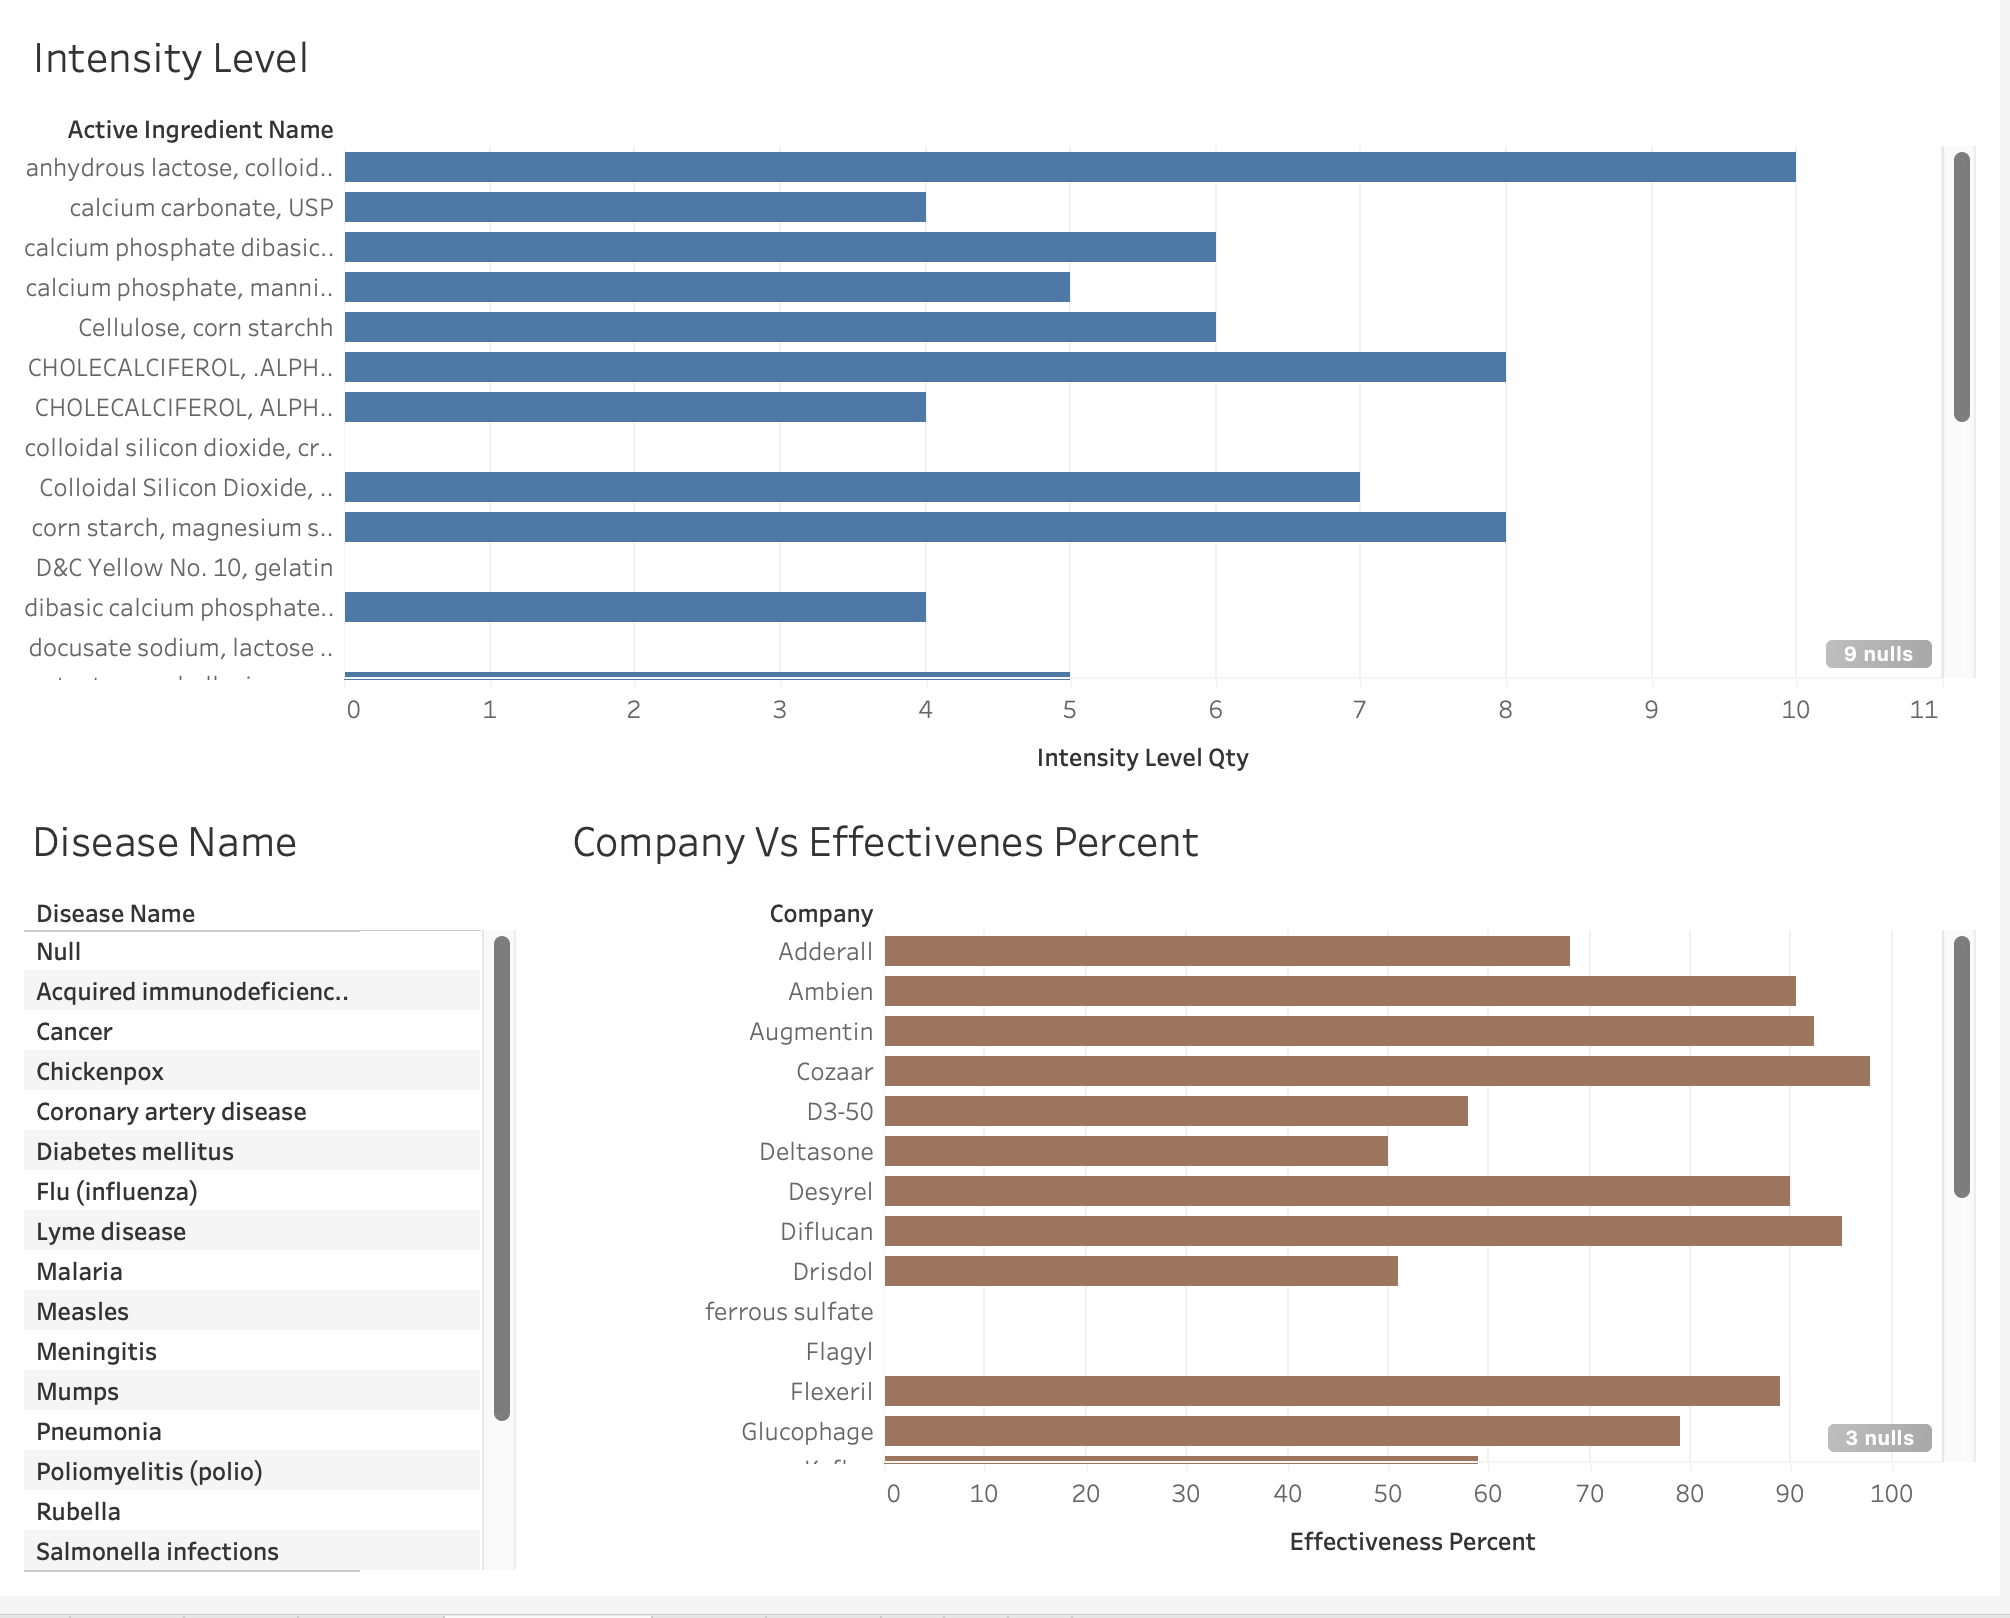 Intensity Level
Active Ingredient Name
anhydrous lactose, colloid..
calcium carbonate, USP
calcium phosphate dibasic..
calcium phosphate, manni..
Cellulose, corn starchh
CHOLECALCIFEROL, .ALPH..
CHOLECALCIFEROL, ALPH..
colloidal silicon dioxide, cr..
Colloidal Silicon Dioxide, ..
corn starch, magnesium s..
D&C Yellow No. 10, gelatin
dibasic calcium phosphate..
docusate sodium, lactose ..
9 nulls
0 1 2 3 4 5 6 7 8 9 10 11
Intensity Level Qty
Disease Name
Disease Name
Null
Acquired immunodeficienc..
Cancer
Chickenpox
Coronary artery disease
Diabetes mellitus
Flu (influenza)
Lyme disease
Malaria
Measles
Meningitis
Mumps
Pneumonia
Poliomyelitis (polio)
Rubella
Salmonella infections
Company Vs Effectivenes Percent
Company
Adderall
Ambien
Augmentin
Cozaar
D3-50
Deltasone
Desyrel
Diflucan
Drisdol
ferrous sulfate
Flagyl
Flexeril
Glucophage
3 nulls
0 10 20 30 40 50 60 70 80 90 100
Effectiveness Percent